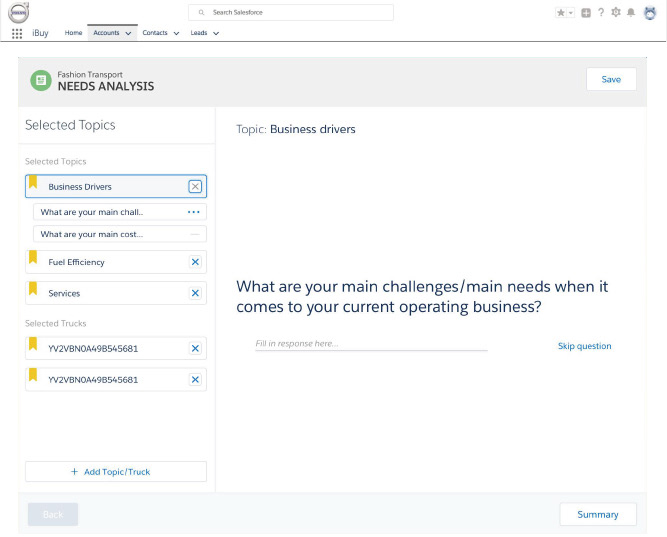 Search Salesforce
iBuy
Home
Accounts
Contacts
Leads
Fashion Transport
NEEDS ANALYSIS
Save
Selected Topics
Selected Topics
Business Drivers
What are your main chall..
What are your main cost...
Fuel Efficiency
Services
Selected Trucks
YV2VBN0A49B545681
YV2VBN0A49B545681
+ Add Topic/Truck
Topic: Business drivers
What are your main challenges/main needs when it
comes to your current operating business?
Fill in response here...
Skip question
Back
Summary